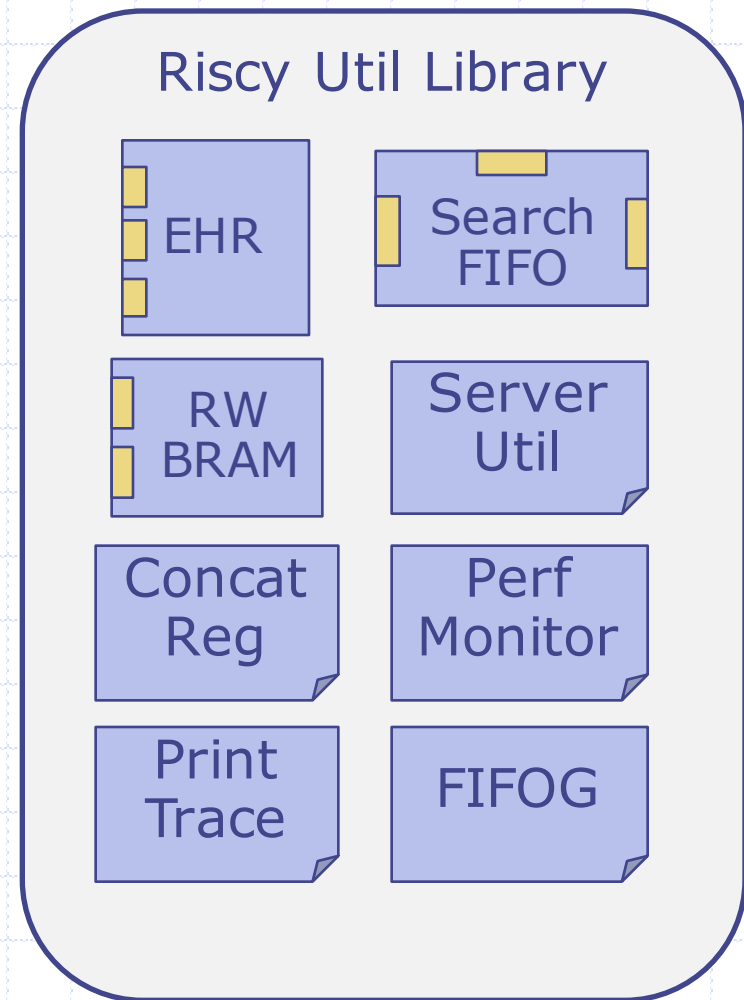 Riscy Util Library
EHR
Search
FIFO
RW
BRAM
Server
Util
Concat
Reg
Perf
Monitor
Print
Trace
FIFOG